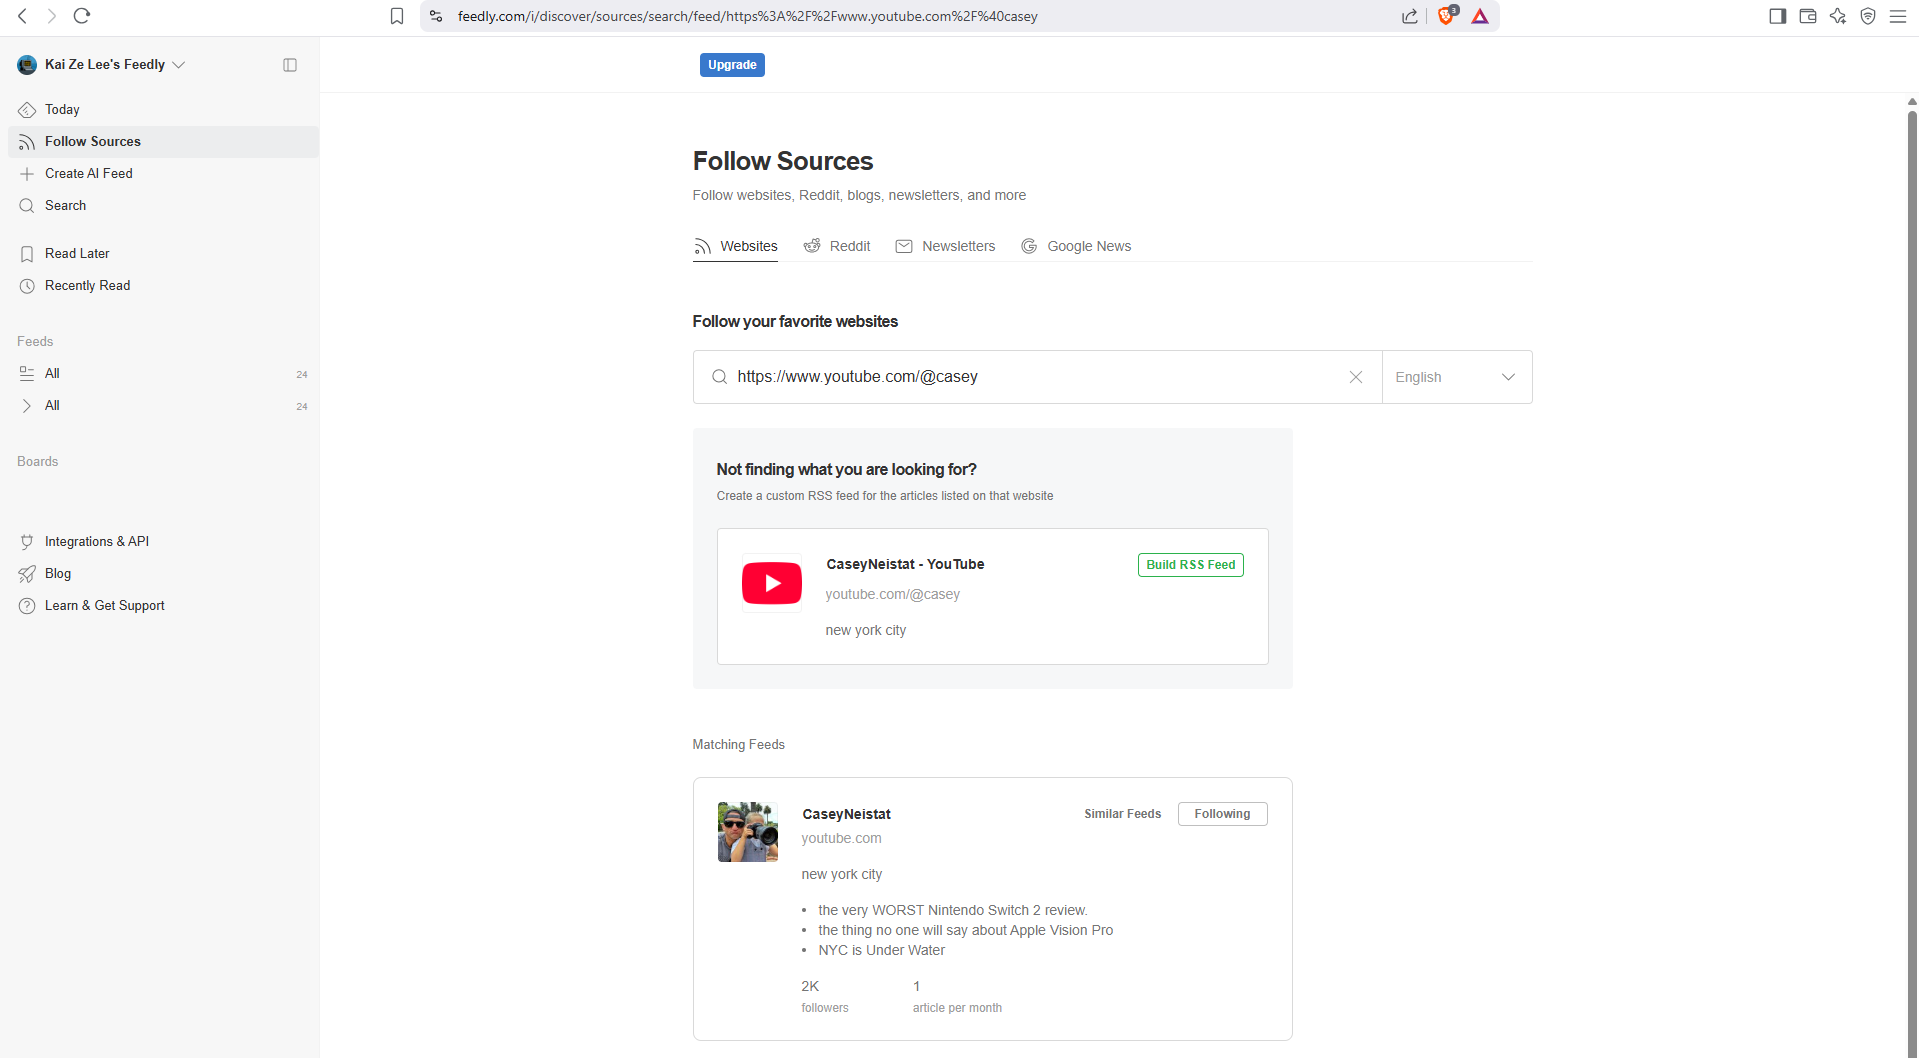 feedly.com/i/discover/sources/search/feed/https%3A%2F%2Fwww.youtube.com%2F%40casey
3
Kai Ze Lee's Feedly
Upgrade
Today
Follow Sources
Create AI Feed
Search
Read Later
Recently Read
Feeds
All 24
All 24
Boards
Integrations & API
Blog
Learn & Get Support
Follow Sources
Follow websites, Reddit, blogs, newsletters, and more
Websites Reddit Newsletters Google News
Follow your favorite websites
https://www.youtube.com/@casey English
Not finding what you are looking for?
Create a custom RSS feed for the articles listed on that website
CaseyNeistat - YouTube Build RSS Feed
youtube.com/@casey
new york city
Matching Feeds
CaseyNeistat Similar Feeds Following
youtube.com
new york city
• the very WORST Nintendo Switch 2 review.
• the thing no one will say about Apple Vision Pro
• NYC is Under Water
2K 1
followers article per month